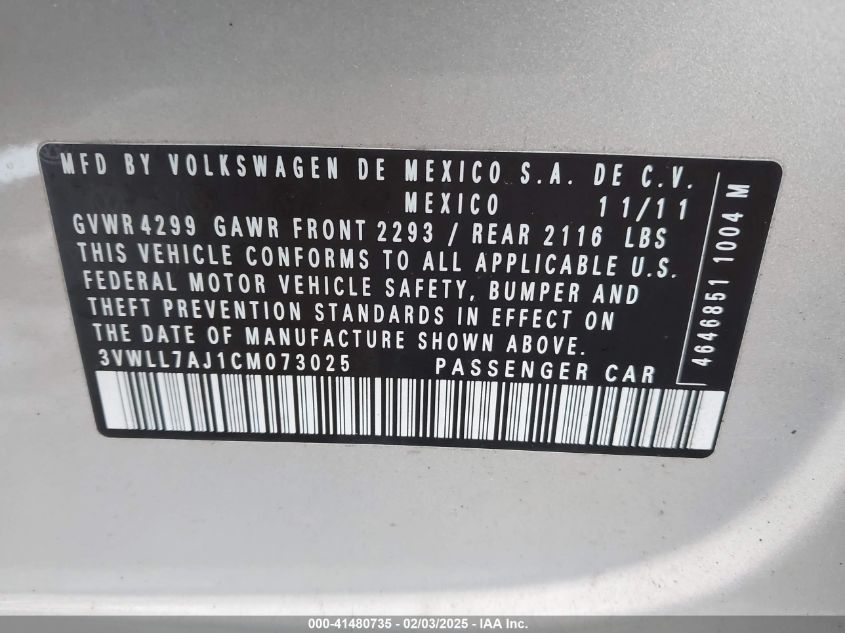 MFD BY VOLKSWAGEN DE MEXICO S.A. DE C.V.
MEXICO 11/11
GVWR 4299 GAWR FRONT 2293 / REAR 2116 LBS
THIS VEHICLE CONFORMS TO ALL APPLICABLE U.S.
FEDERAL MOTOR VEHICLE SAFETY, BUMPER AND
THEFT PREVENTION STANDARDS IN EFFECT ON
THE DATE OF MANUFACTURE SHOWN ABOVE.
3VWLL7AJ1CM073025 PASSENGER CAR
4646851 1004 M
000-41480735 - 02/03/2025 - IAA Inc.